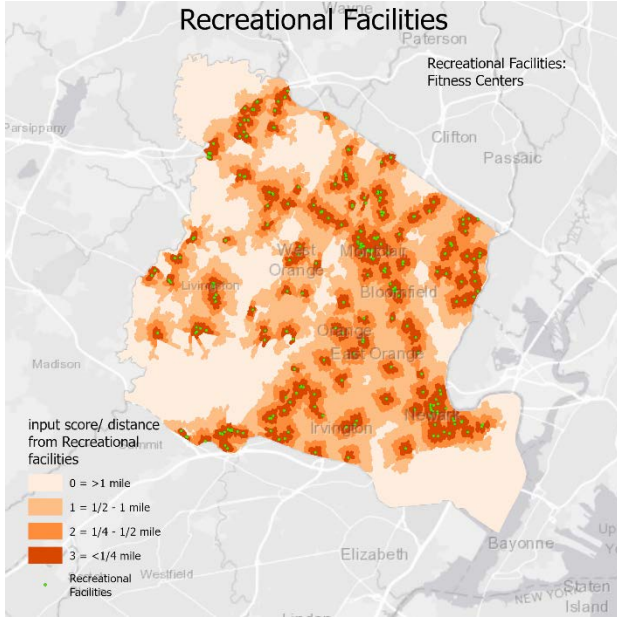 Recreational Facilities
Wayne
Paterson
Recreational Facilities:
Fitness Centers
Parsippany
Clifton
Passaic
West
Orange
Montclair
Livingston
Bloomfield
Orange
East Orange
Madison
Newark
Irvington
input score/ distance
from Recreational
facilities
Summit
0 = >1 mile
1 = 1/2 - 1 mile
2 = 1/4 - 1/2 mile
3 = <1/4 mile
Recreational
Facilities
Westfield
Elizabeth
Bayonne
Staten
Island
NEW YORK
Linden